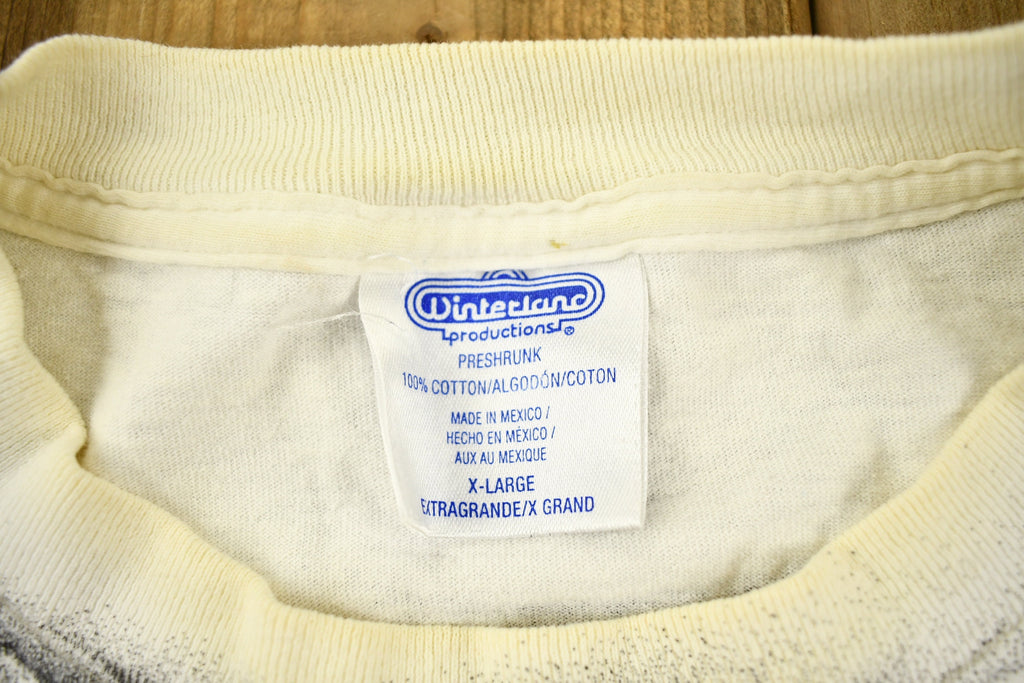 Winterland
productions®
PRESHRUNK
100% COTTON/ALGODÓN/COTON
MADE IN MEXICO /
HECHO EN MÉXICO /
AUX AU MEXIQUE
X-LARGE
EXTRAGRANDE/X GRAND